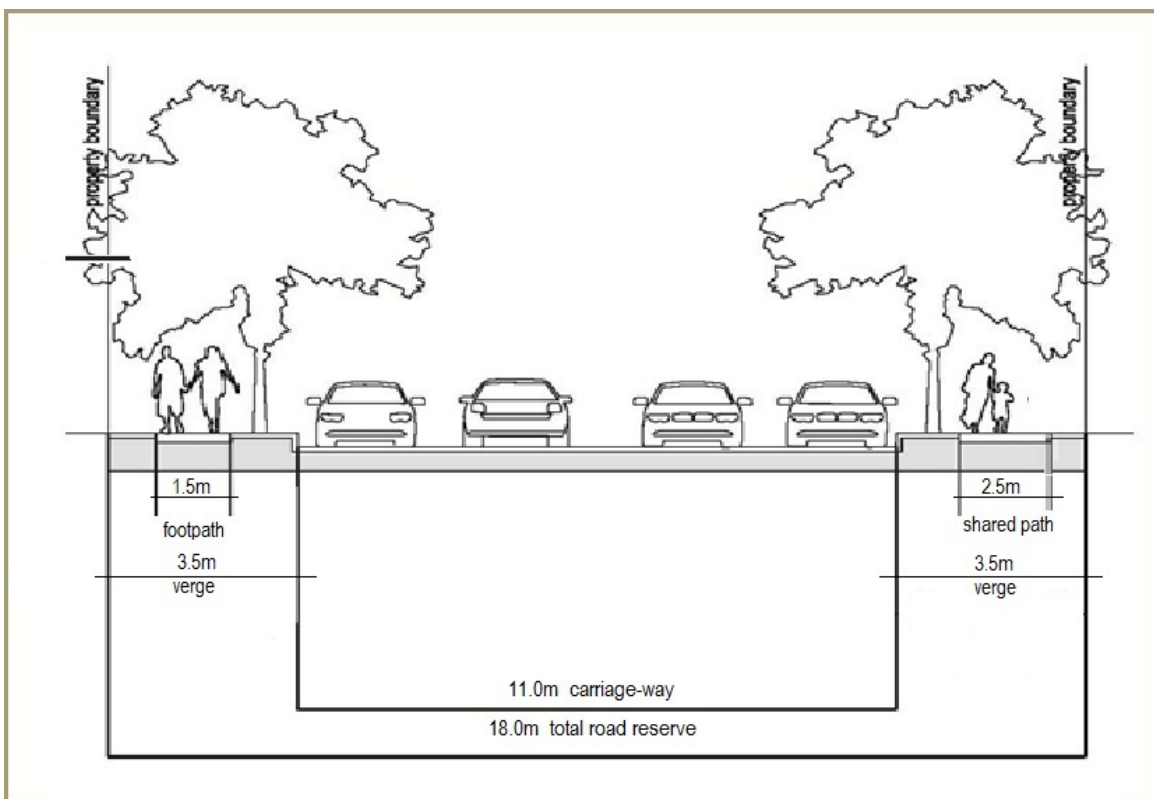 property boundary
property boundary
1.5m
footpath
3.5m
verge
2.5m
shared path
3.5m
verge
11.0m carriage-way
18.0m total road reserve